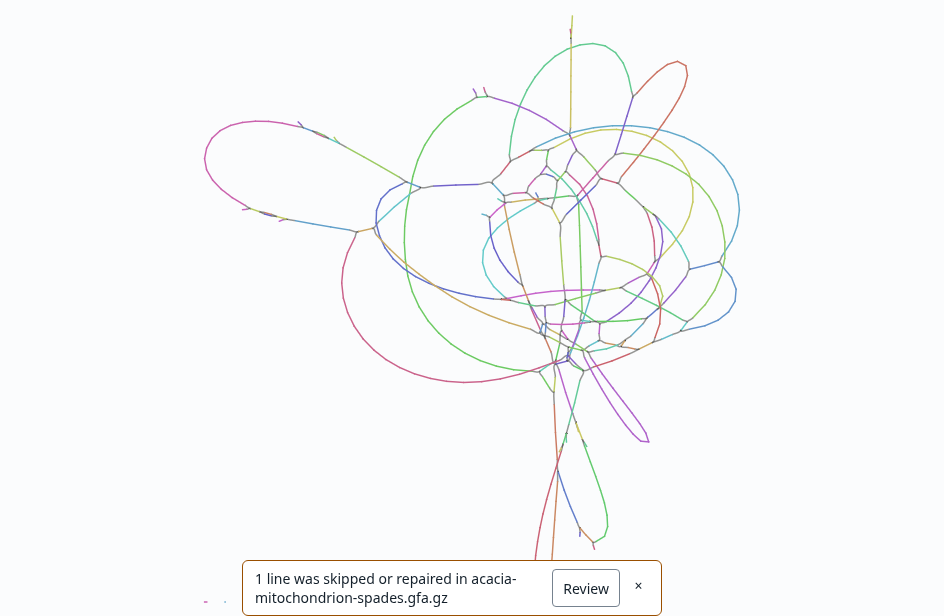 1 line was skipped or repaired in acacia-
mitochondrion-spades.gfa.gz
Review
×